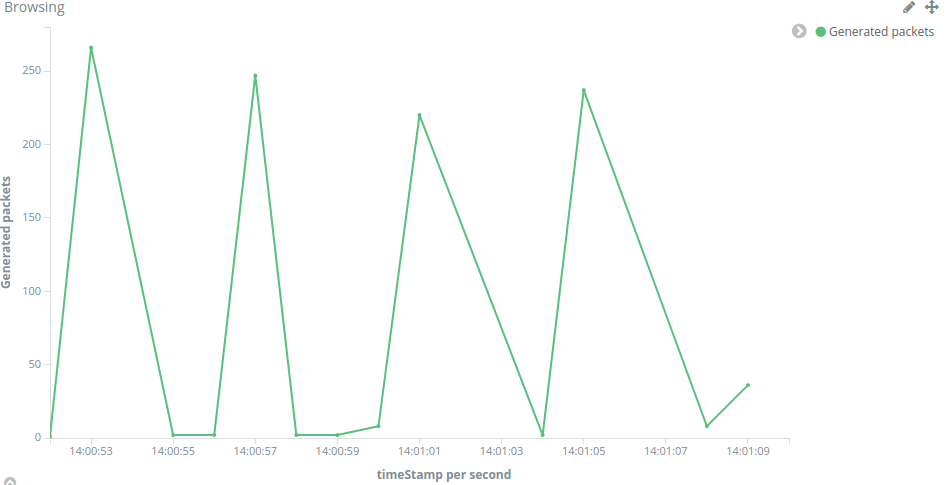 Browsing
Generated packets
250
200
150
100
50
0
Generated packets
14:00:53 14:00:55 14:00:57 14:00:59 14:01:01 14:01:03 14:01:05 14:01:07 14:01:09
timeStamp per second